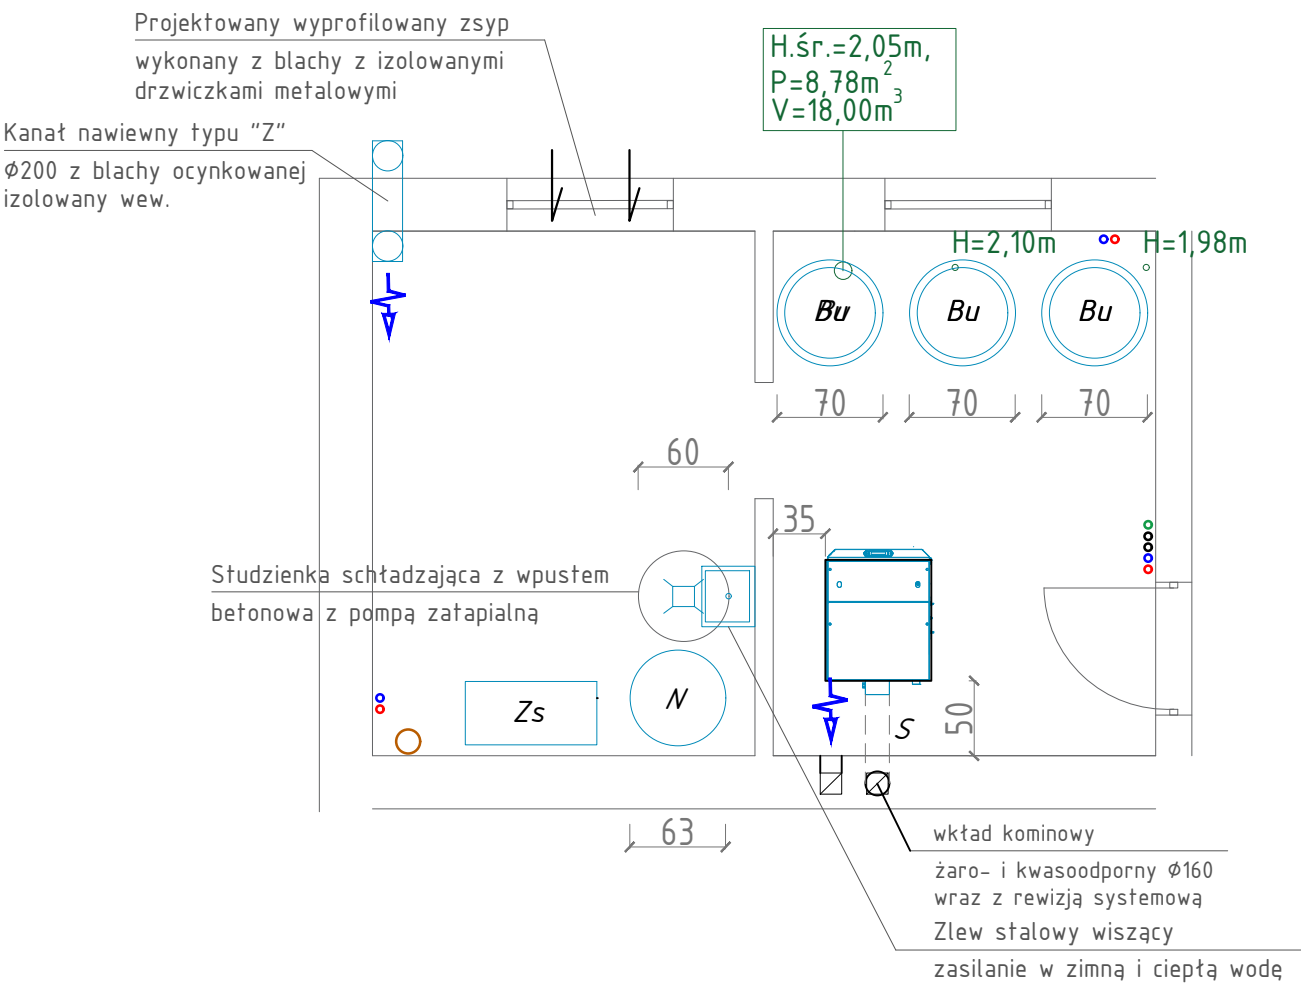 Projektowany wyprofilowany zsyp
wykonany z blachy z izolowanymi
drzwiczkami metalowymi
Kanał nawiewny typu "Z"
Ø200 z blachy ocynkowanej
izolowany wew.
H.śr.=2,05m,
P=8,78m²
V=18,00m³
H=2,10m
H=1,98m
Bu
Bu
Bu
70
70
70
60
35
Studzienka schładzająca z wpustem
betonowa z pompą zatapialną
Zs
N
S
50
63
wkład kominowy
żaro- i kwasoodporny Ø160
wraz z rewizją systemową
Zlew stalowy wiszący
zasilanie w zimną i ciepłą wodę